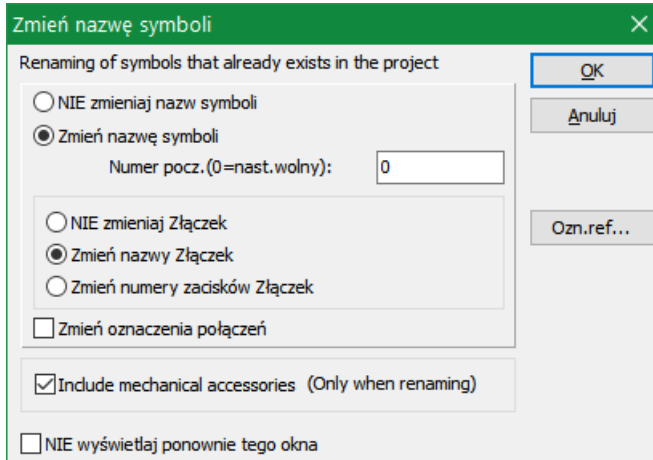 Zmień nazwę symboli
Renaming of symbols that already exists in the project
OK
NIE zmieniaj nazw symboli
Anuluj
Zmień nazwę symboli
Numer pocz.(0=nast.wolny): 0
NIE zmieniaj Złączek
Ozn.ref...
Zmień nazwy Złączek
Zmień numery zacisków Złączek
Zmień oznaczenia połączeń
Include mechanical accessories (Only when renaming)
NIE wyświetlaj ponownie tego okna